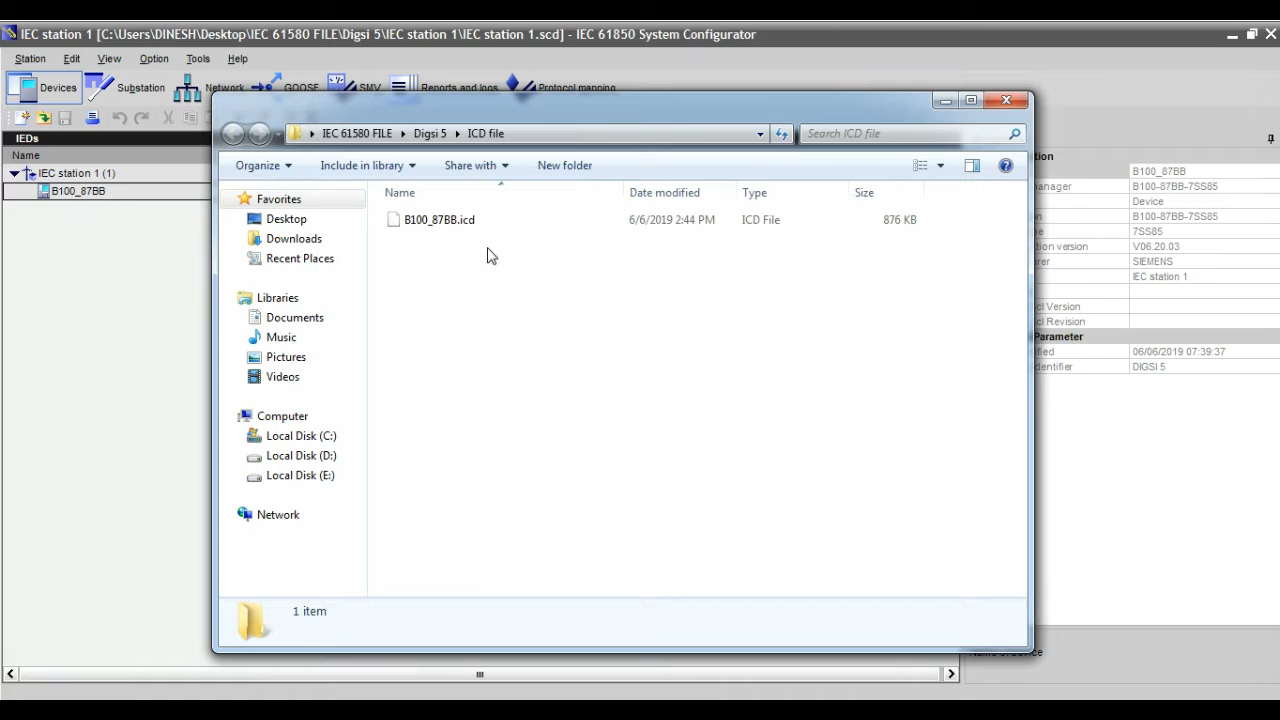 IEC station 1 [C:\Users\DINESH\Desktop\IEC 61580 FILE\Digsi 5\IEC station 1\IEC station 1.scd] - IEC 61850 System Configurator
Station Edit View Option Tools Help
Devices Substation Network GOOSE SMV Reports and logs Protocol mapping
IEDs
Name
IEC station 1 (1)
B100_87BB
IEC 61580 FILE Digsi 5 ICD file Search ICD file
Organize Include in library Share with New folder
Name Date modified Type Size
B100_87BB.icd 6/6/2019 2:44 PM ICD File 876 KB
Favorites
Desktop
Downloads
Recent Places
Libraries
Documents
Music
Pictures
Videos
Computer
Local Disk (C:)
Local Disk (D:)
Local Disk (E:)
Network
1 item
B100_87BB
B100-87BB-7SS85
Device
B100-87BB-7SS85
7SS85
V06.20.03
SIEMENS
IEC station 1
Version
Revision
Parameter
06/06/2019 07:39:37
DIGSI 5